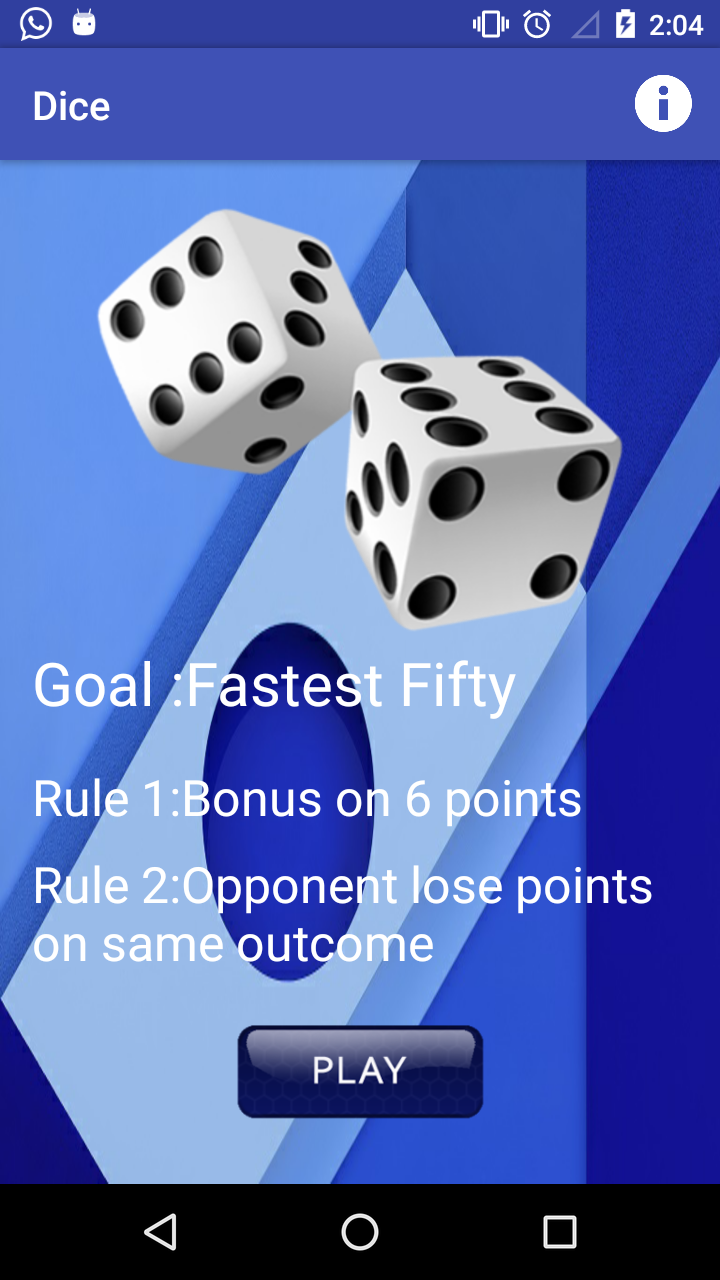 2:04
Dice
Goal :Fastest Fifty
Rule 1:Bonus on 6 points
Rule 2:Opponent lose points
on same outcome
PLAY